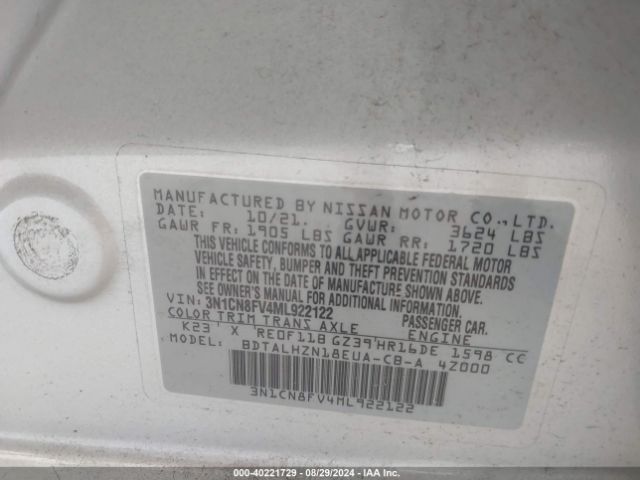 MANUFACTURED BY NISSAN MOTOR CO.,LTD.
DATE: 10/21. GVWR: 3624 LBS
GAWR FR: 1905 LBS GAWR RR: 1720 LBS
THIS VEHICLE CONFORMS TO ALL APPLICABLE FEDERAL MOTOR
VEHICLE SAFETY, BUMPER AND THEFT PREVENTION STANDARDS
IN EFFECT ON THE DATE OF MANUFACTURE SHOWN ABOVE.
SEE OWNER'S MANUAL FOR ADDITIONAL INFORMATION.
VIN: 3N1CN8FV4ML922122 PASSENGER CAR.
COLOR TRIM TRANS AXLE ENGINE
K23' X 'RE0F11B GZ39'HR16DE 1598 CC
MODEL: BDTALHZN18EUA-CB-A 4Z000
3N1CN8FV4ML922122
© COPY - 40221729 - 08/29/2024 - IAA Inc.